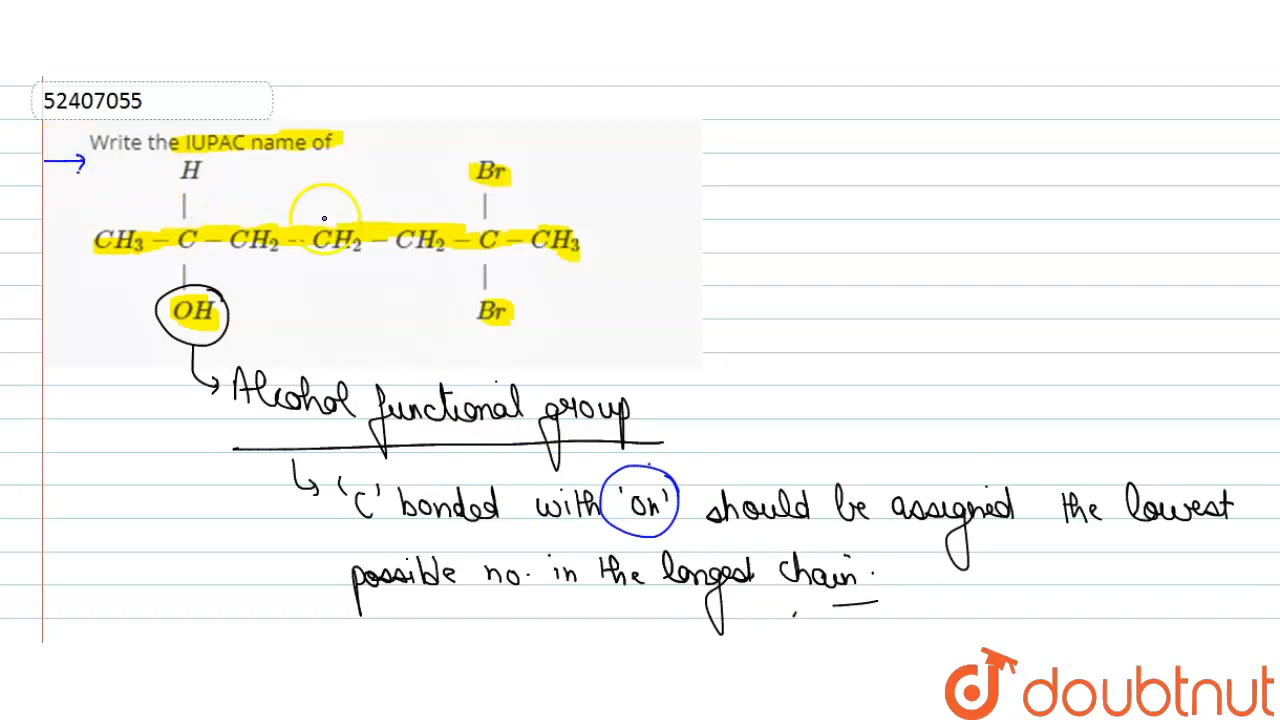 52407055
Write the IUPAC name of
H Br
| |
CH3 – C – CH2 – CH2 – CH2 – C – CH3
| |
OH Br
Alcohol functional group
'C' bonded with 'OH' should be assigned the lowest
possible no. in the longest chain.
doubtnut